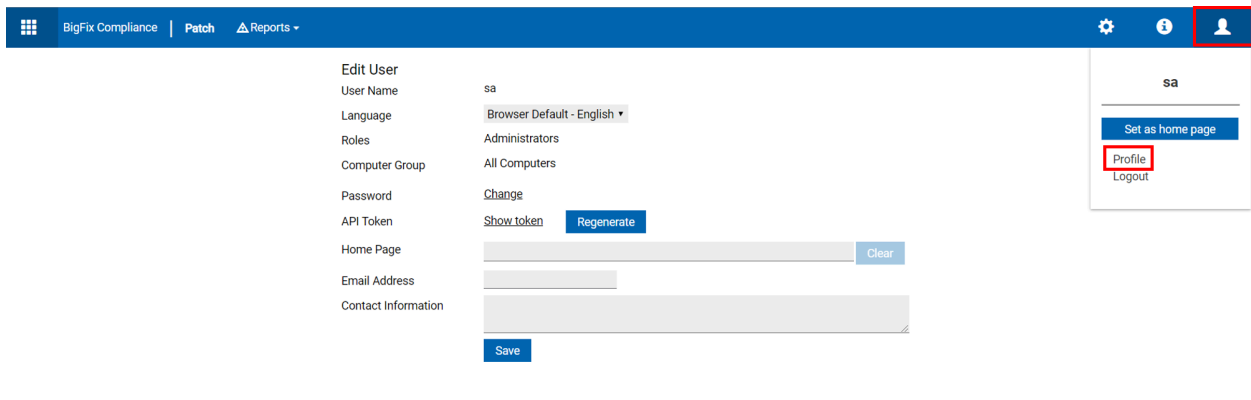 BigFix Compliance | Patch Reports
Edit User
User Name sa
Language Browser Default - English
Roles Administrators
Computer Group All Computers
Password Change
API Token Show token Regenerate
Home Page Clear
Email Address
Contact Information
Save
sa
Set as home page
Profile
Logout